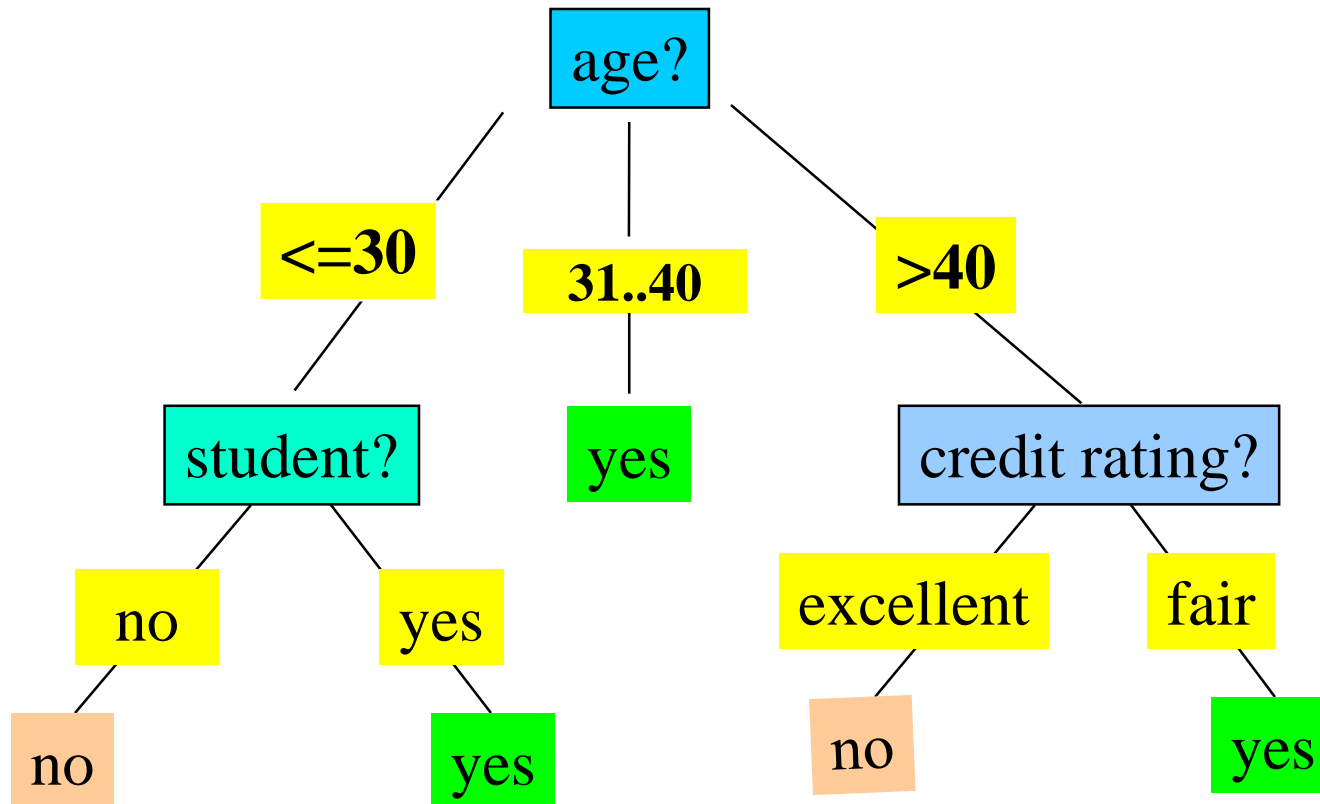 age?
<=30
31..40
>40
student?
yes
credit rating?
no
yes
excellent
fair
no
yes
no
yes